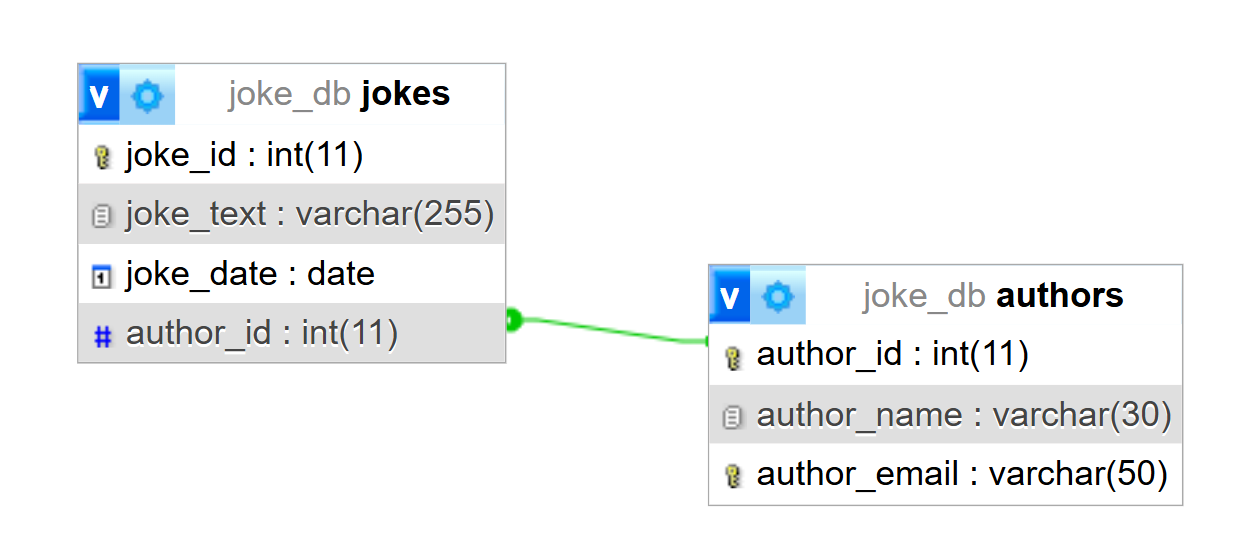 v joke_db jokes
joke_id : int(11)
joke_text : varchar(255)
1 joke_date : date
# author_id : int(11)
v joke_db authors
author_id : int(11)
author_name : varchar(30)
author_email : varchar(50)